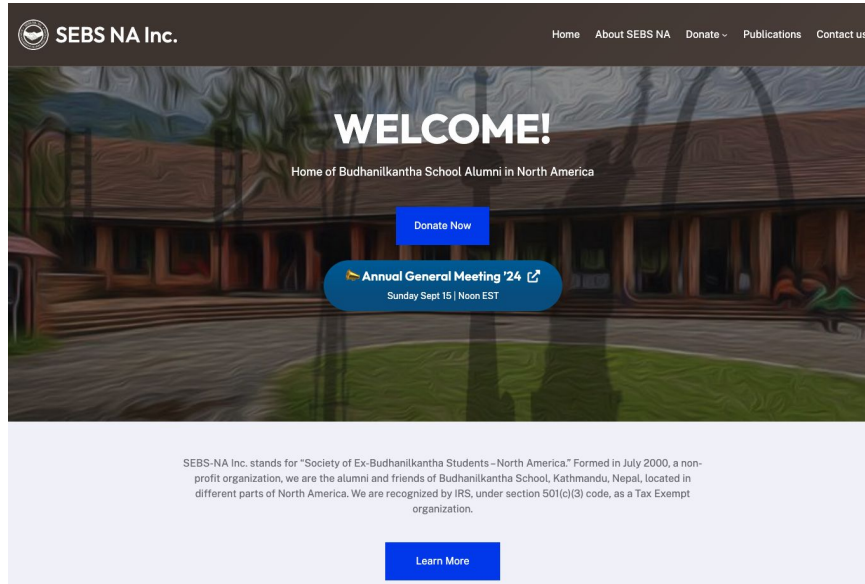 SEBS NA Inc.
Home About SEBS NA Donate Publications Contact us
WELCOME!
Home of Budhanilkantha School Alumni in North America
Donate Now
Annual General Meeting '24
Sunday Sept 15 | Noon EST
SEBS-NA Inc. stands for “Society of Ex-Budhanilkantha Students – North America.” Formed in July 2000, a non-
profit organization, we are the alumni and friends of Budhanilkantha School, Kathmandu, Nepal, located in
different parts of North America. We are recognized by IRS, under section 501(c)(3) code, as a Tax Exempt
organization.
Learn More